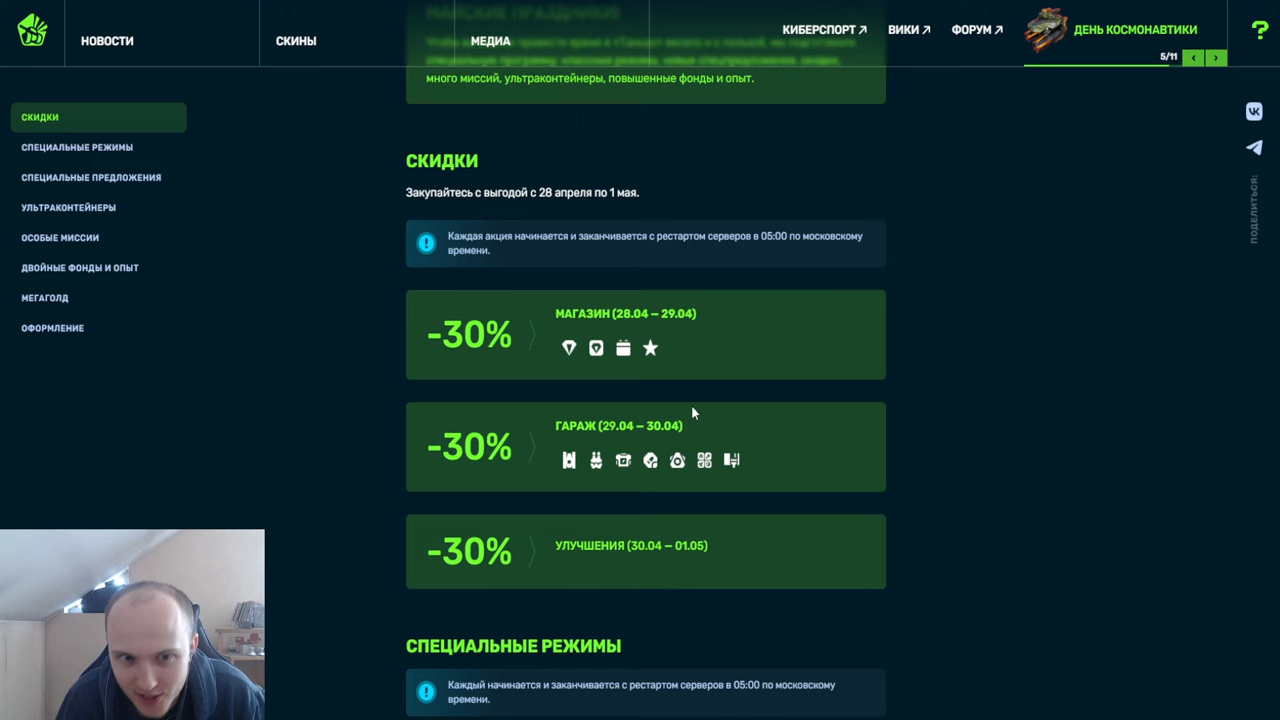 НОВОСТИ
СКИНЫ
МЕДИА
КИБЕРСПОРТ ↗
ВИКИ ↗
ФОРУМ ↗
ДЕНЬ КОСМОНАВТИКИ
5/11
?
МАЙСКИЕ ПРАЗДНИКИ
много миссий, ультраконтейнеры, повышенные фонды и опыт.
СКИДКИ
СПЕЦИАЛЬНЫЕ РЕЖИМЫ
СПЕЦИАЛЬНЫЕ ПРЕДЛОЖЕНИЯ
УЛЬТРАКОНТЕЙНЕРЫ
ОСОБЫЕ МИССИИ
ДВОЙНЫЕ ФОНДЫ И ОПЫТ
МЕГАГОЛД
ОФОРМЛЕНИЕ
СКИДКИ
Закупайтесь с выгодой с 28 апреля по 1 мая.
Каждая акция начинается и заканчивается с рестартом серверов в 05:00 по московскому
времени.
-30%
МАГАЗИН (28.04 – 29.04)
-30%
ГАРАЖ (29.04 – 30.04)
-30%
УЛУЧШЕНИЯ (30.04 – 01.05)
СПЕЦИАЛЬНЫЕ РЕЖИМЫ
Каждый начинается и заканчивается с рестартом серверов в 05:00 по московскому
времени.
ПОДЕЛИТЬСЯ: